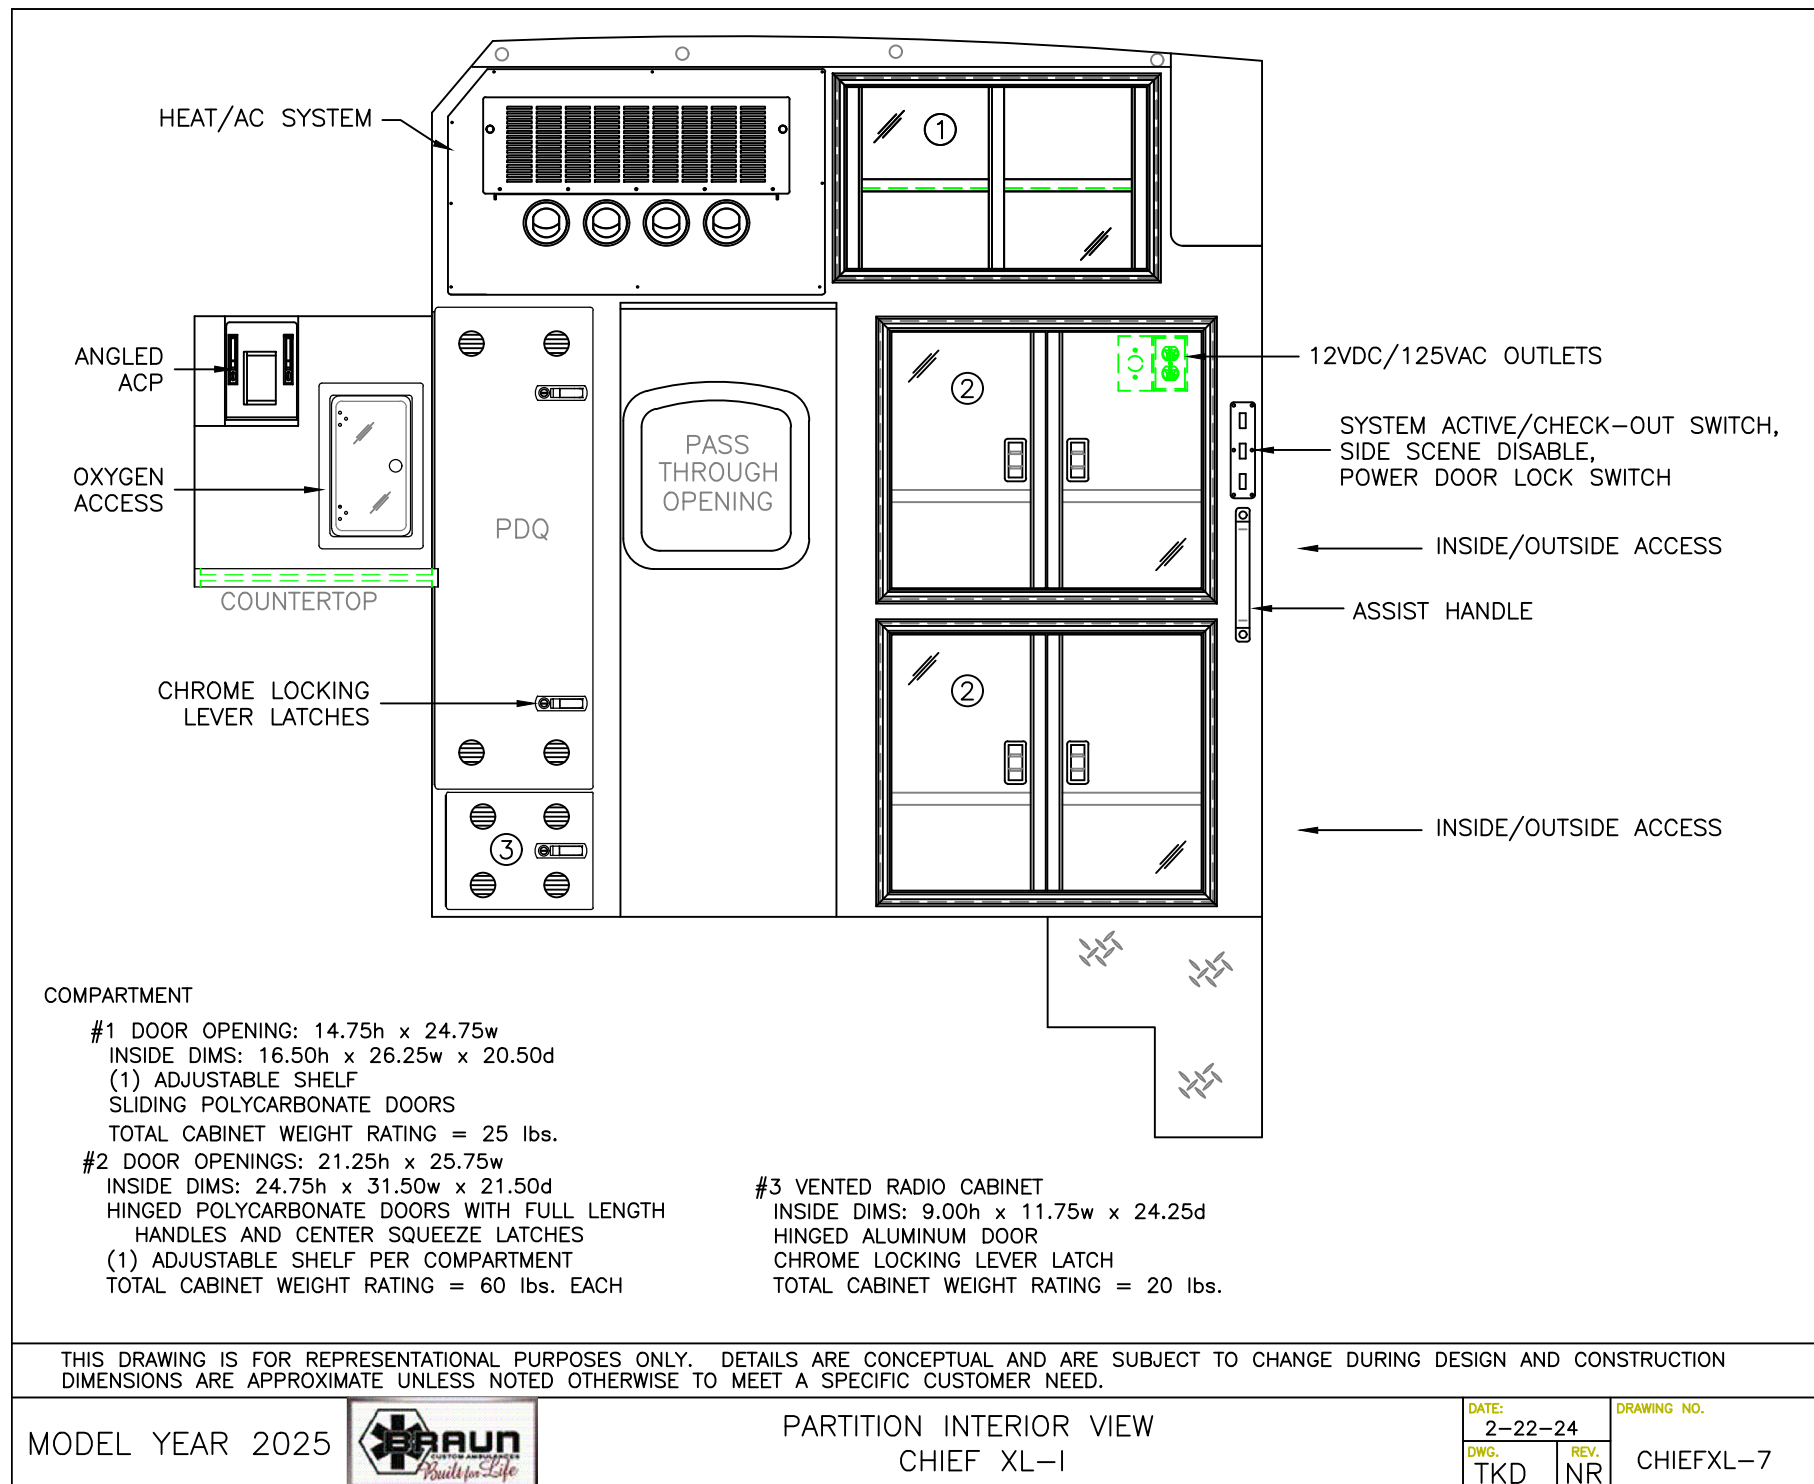 HEAT/AC SYSTEM
1
ANGLED
ACP
OXYGEN
ACCESS
COUNTERTOP
PDQ
PASS
THROUGH
OPENING
2
12VDC/125VAC OUTLETS
SYSTEM ACTIVE/CHECK-OUT SWITCH,
SIDE SCENE DISABLE,
POWER DOOR LOCK SWITCH
INSIDE/OUTSIDE ACCESS
ASSIST HANDLE
CHROME LOCKING
LEVER LATCHES
2
3
INSIDE/OUTSIDE ACCESS
COMPARTMENT
#1 DOOR OPENING: 14.75h x 24.75w
INSIDE DIMS: 16.50h x 26.25w x 20.50d
(1) ADJUSTABLE SHELF
SLIDING POLYCARBONATE DOORS
TOTAL CABINET WEIGHT RATING = 25 lbs.
#2 DOOR OPENINGS: 21.25h x 25.75w
INSIDE DIMS: 24.75h x 31.50w x 21.50d
HINGED POLYCARBONATE DOORS WITH FULL LENGTH
HANDLES AND CENTER SQUEEZE LATCHES
(1) ADJUSTABLE SHELF PER COMPARTMENT
TOTAL CABINET WEIGHT RATING = 60 lbs. EACH
#3 VENTED RADIO CABINET
INSIDE DIMS: 9.00h x 11.75w x 24.25d
HINGED ALUMINUM DOOR
CHROME LOCKING LEVER LATCH
TOTAL CABINET WEIGHT RATING = 20 lbs.
THIS DRAWING IS FOR REPRESENTATIONAL PURPOSES ONLY. DETAILS ARE CONCEPTUAL AND ARE SUBJECT TO CHANGE DURING DESIGN AND CONSTRUCTION
DIMENSIONS ARE APPROXIMATE UNLESS NOTED OTHERWISE TO MEET A SPECIFIC CUSTOMER NEED.
MODEL YEAR 2025
BRAUN
CUSTOM AMBULANCES
Built for Life
PARTITION INTERIOR VIEW
CHIEF XL-I
DATE:
2-22-24
DWG.
TKD
REV.
NR
DRAWING NO.
CHIEFXL-7